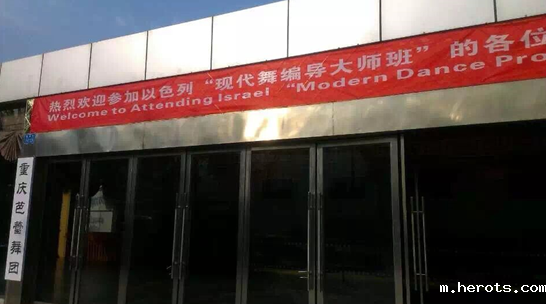 热烈欢迎参加以色列 “现代舞编导大师班” 的各位
Welcome to Attending Israel “Modern Dance Pro
重庆芭蕾舞团
m.herots.com